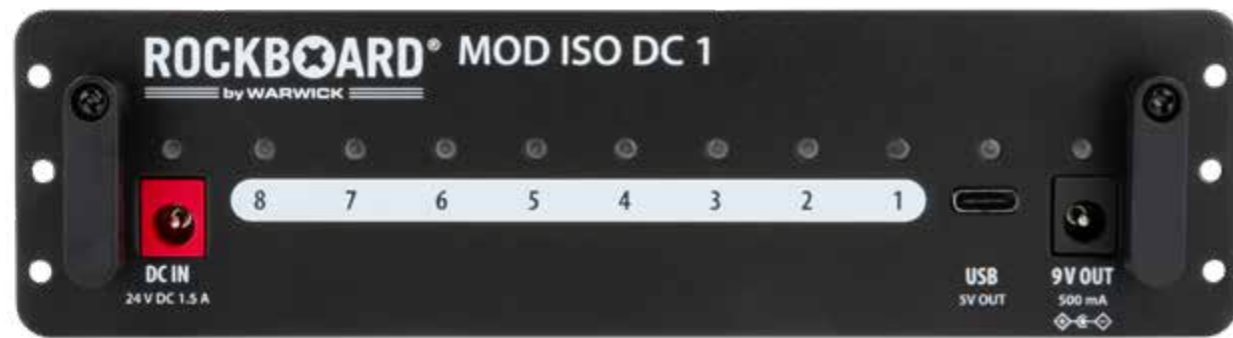 ROCKBOARD® MOD ISO DC 1
by WARWICK
8 7 6 5 4 3 2 1
DC IN
24 V DC 1.5 A
USB
5V OUT
9 V OUT
500 mA